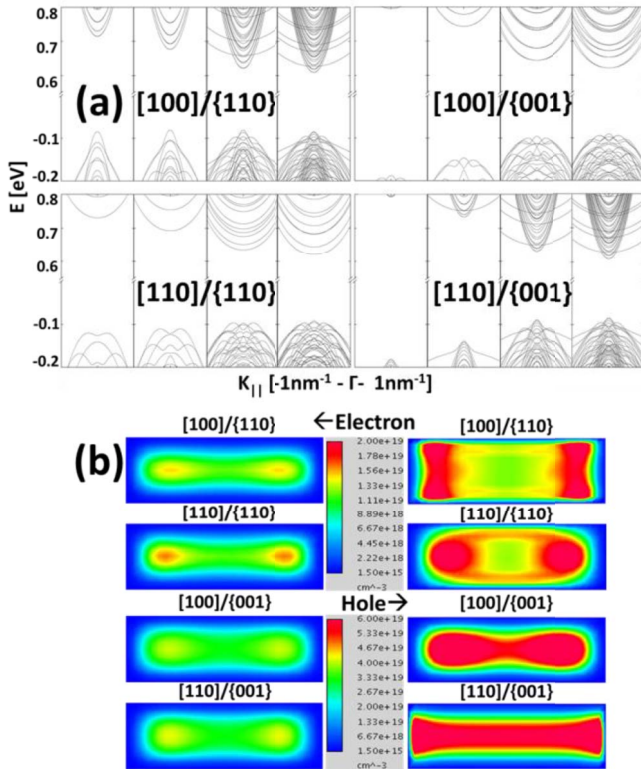 0.8
0.6
(a)
[100]/{110}
[100]/{001}
-0.1
-0.2
E [eV]
0.8
0.6
[110]/{110}
[110]/{001}
-0.1
-0.2
K|| [-1nm⁻¹ - Γ- 1nm⁻¹]
(b)
[100]/{110}
←Electron
[100]/{110}
2.00e+19
1.78e+19
1.56e+19
1.33e+19
1.11e+19
8.89e+18
6.67e+18
4.45e+18
2.22e+18
1.50e+15
cm^-3
[110]/{110}
[110]/{110}
Hole→
[100]/{001}
[100]/{001}
6.00e+19
5.33e+19
4.67e+19
4.00e+19
3.33e+19
2.67e+19
2.00e+19
1.33e+19
6.67e+18
1.50e+15
cm^-3
[110]/{001}
[110]/{001}